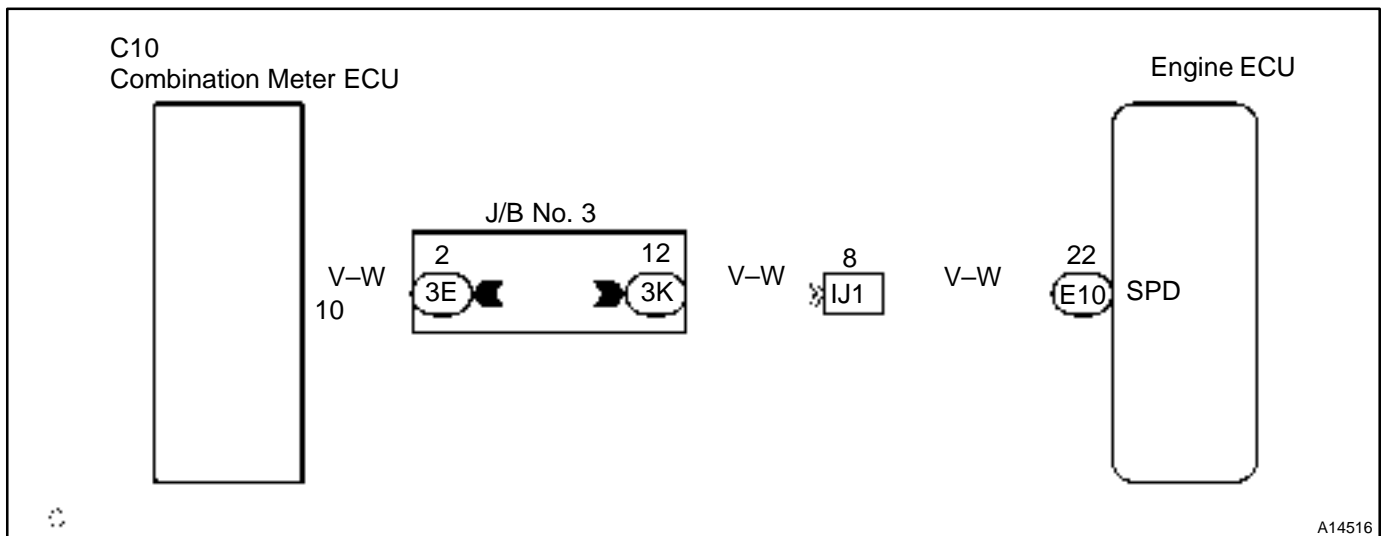 C10
Combination Meter ECU
Engine ECU
J/B No. 3
2
12
8
22
V–W
3E
3K
V–W
IJ1
V–W
E10
SPD
10
A14516